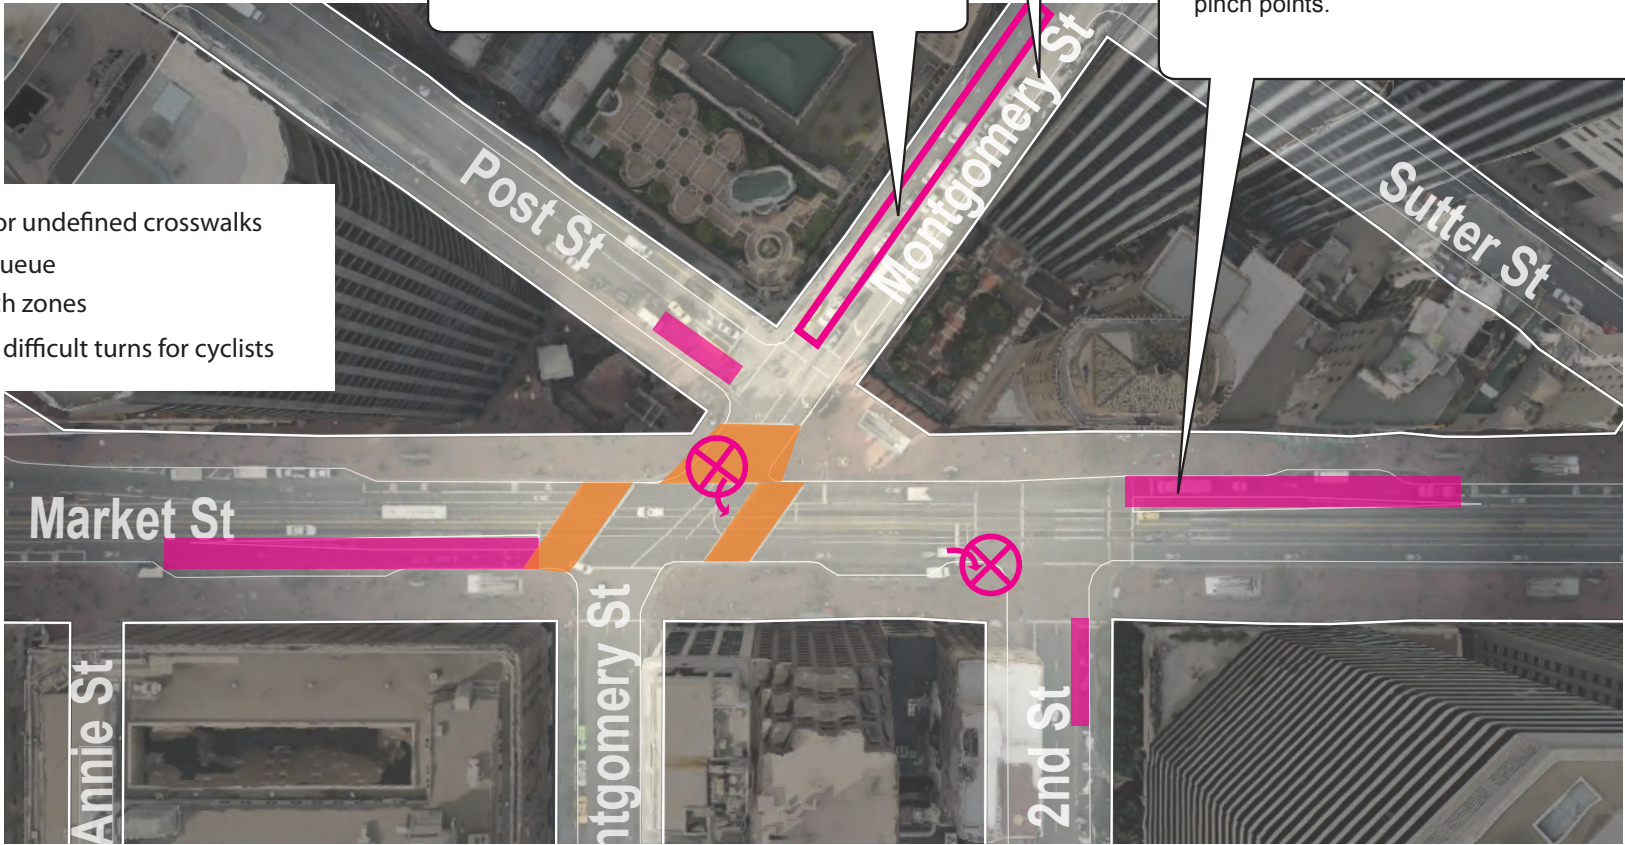 pinch points.
Montgomery St
Post St
Sutter St
or undefined crosswalks
ueue
h zones
difficult turns for cyclists
Market St
Annie St
ntgomery St
2nd St